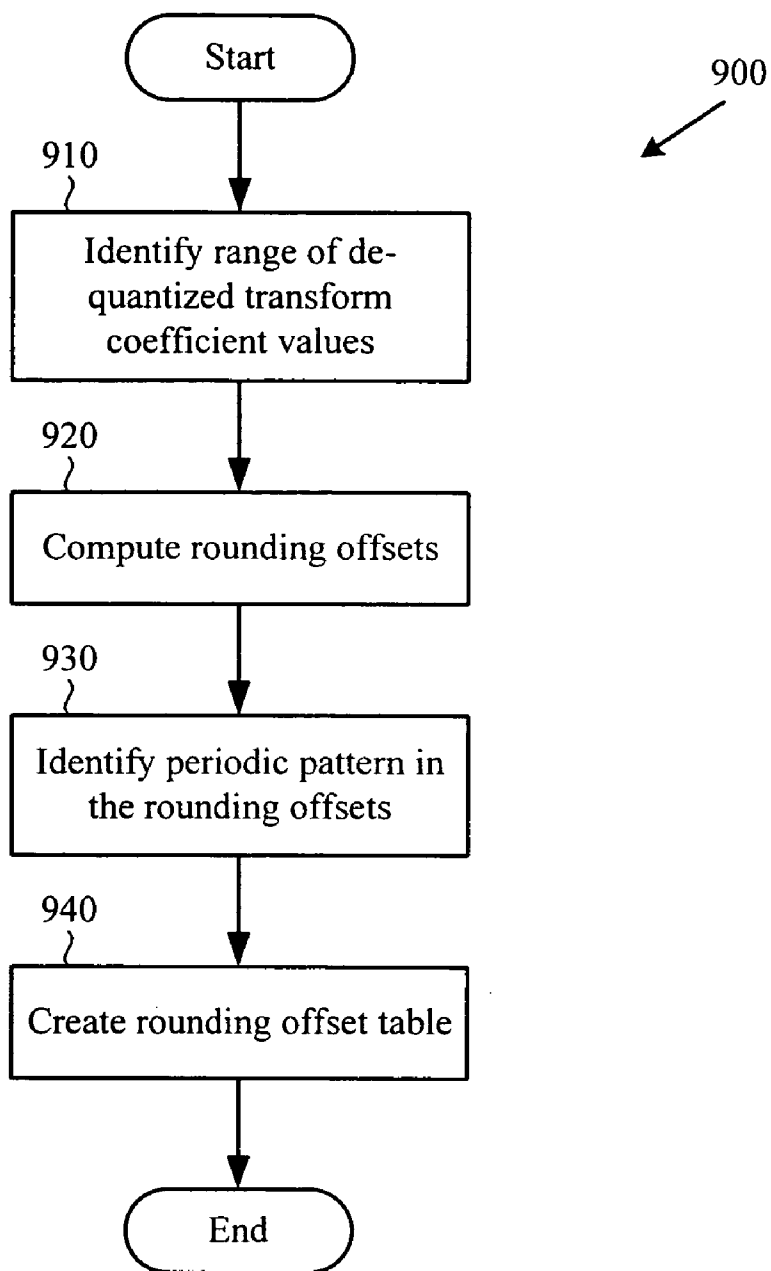 Start
900
910
Identify range of de-
quantized transform
coefficient values
920
Compute rounding offsets
930
Identify periodic pattern in
the rounding offsets
940
Create rounding offset table
End